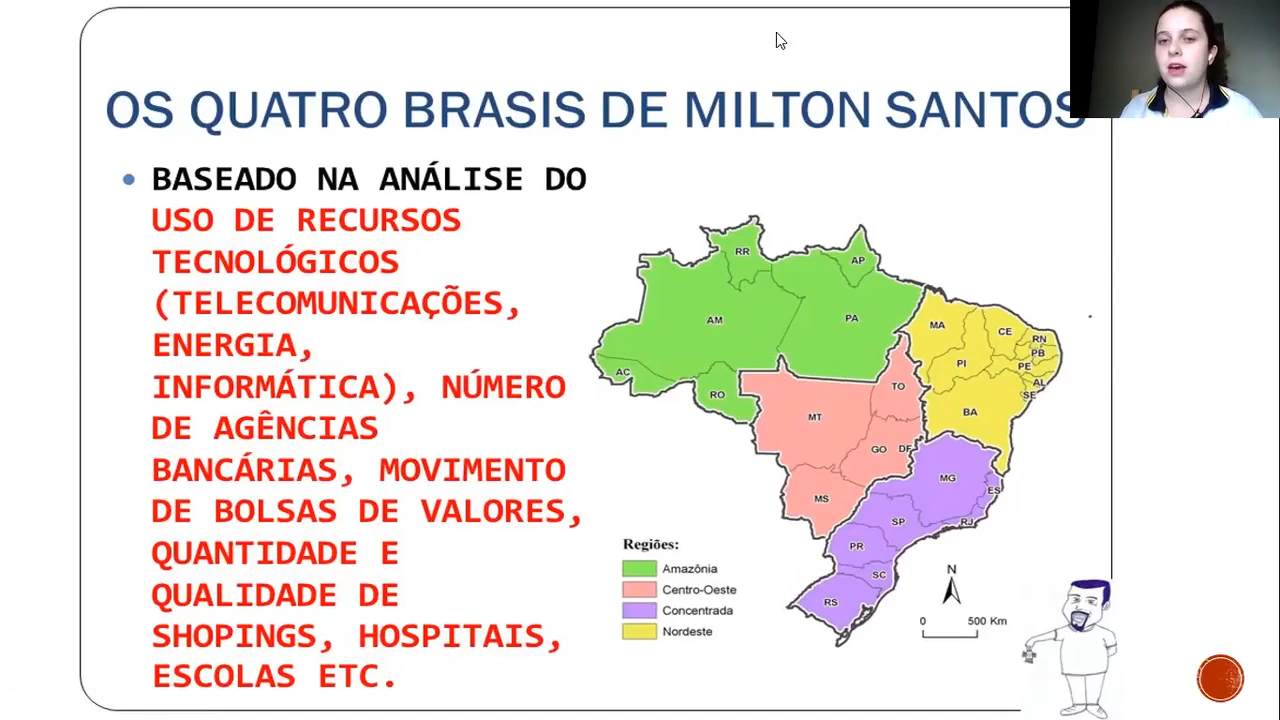 OS QUATRO BRASIS DE MILTON SANTOS
• BASEADO NA ANÁLISE DO
USO DE RECURSOS
TECNOLÓGICOS
(TELECOMUNICAÇÕES,
ENERGIA,
INFORMÁTICA), NÚMERO
DE AGÊNCIAS
BANCÁRIAS, MOVIMENTO
DE BOLSAS DE VALORES,
QUANTIDADE E
QUALIDADE DE
SHOPINGS, HOSPITAIS,
ESCOLAS ETC.
RR
AP
AM
PA
MA
CE
RN
PB
PI
PE
AL
SE
AC
RO
TO
MT
BA
GO
DF
MS
MG
ES
SP
RJ
PR
SC
RS
Regiões:
Amazônia
Centro-Oeste
Concentrada
Nordeste
N
0 500 Km